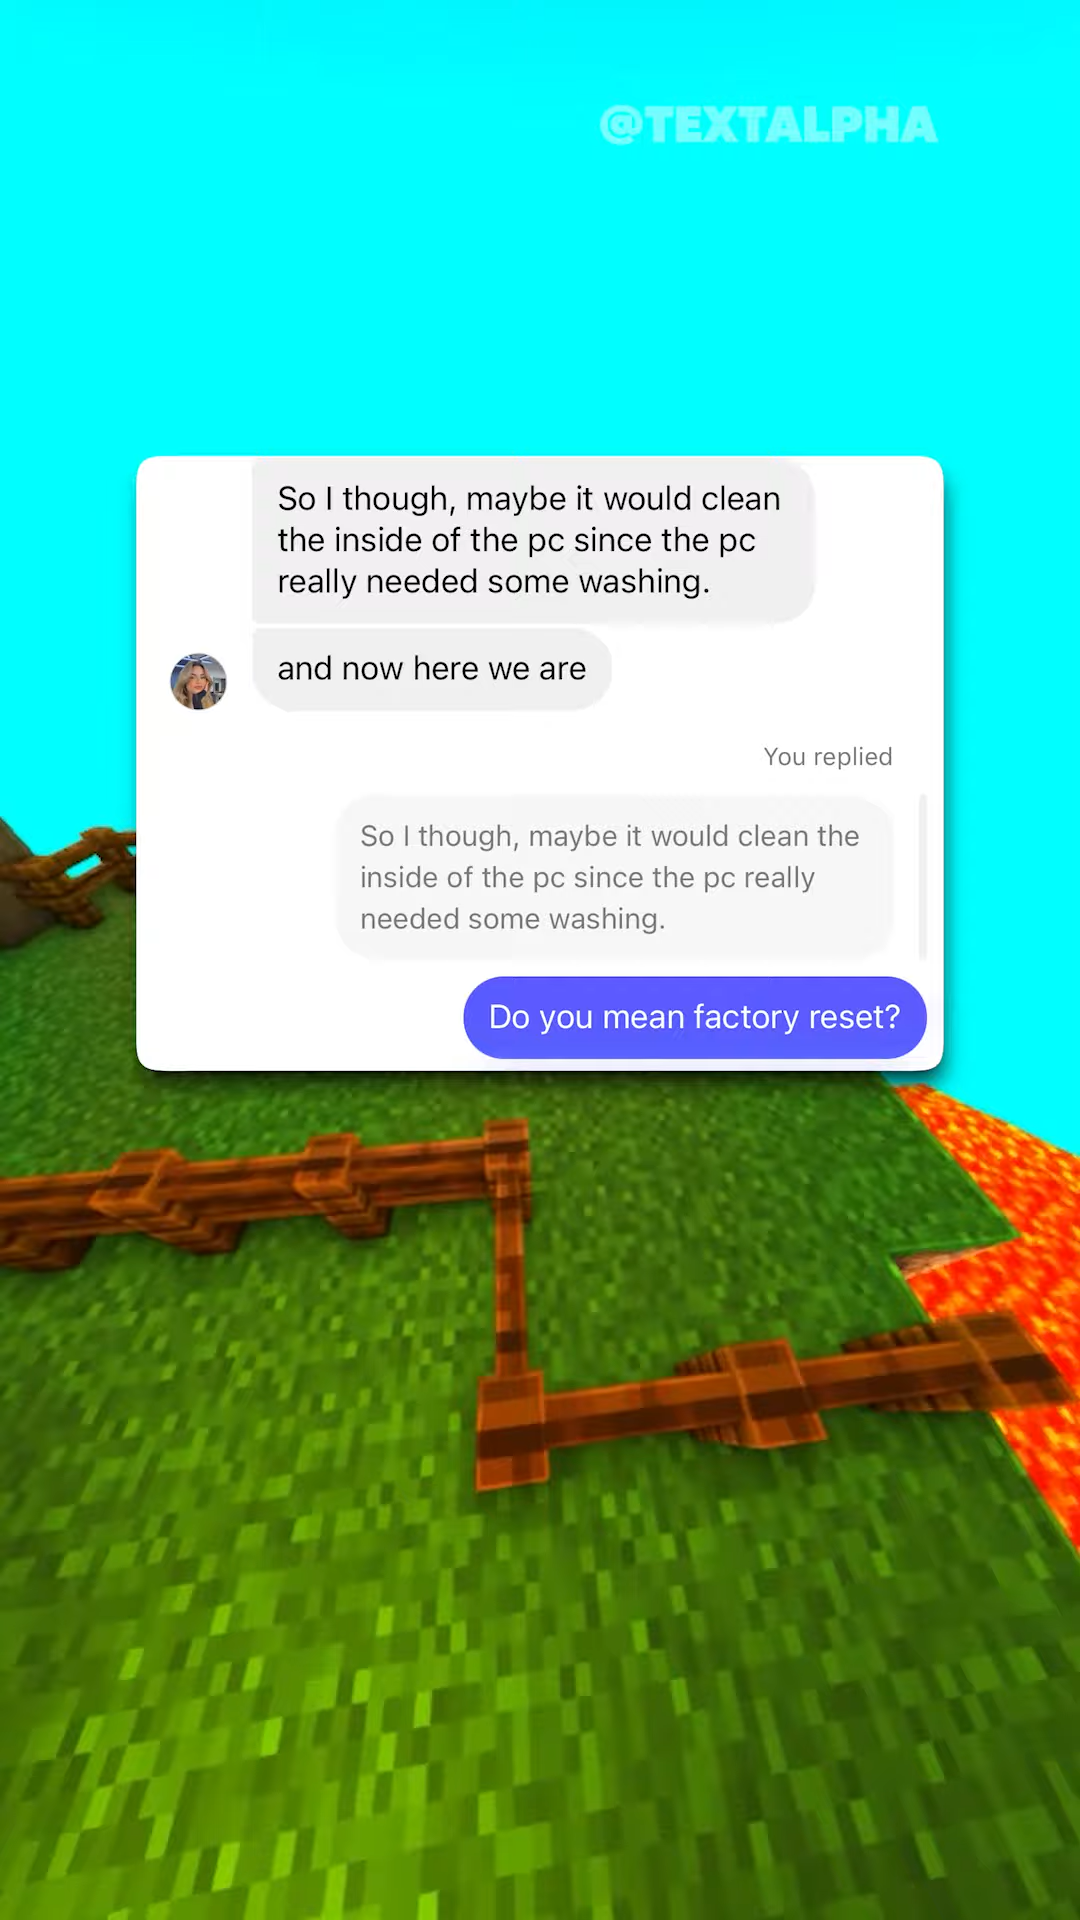 @TEXTALPHA
So I though, maybe it would clean
the inside of the pc since the pc
really needed some washing.
and now here we are
You replied
So I though, maybe it would clean the
inside of the pc since the pc really
needed some washing.
Do you mean factory reset?